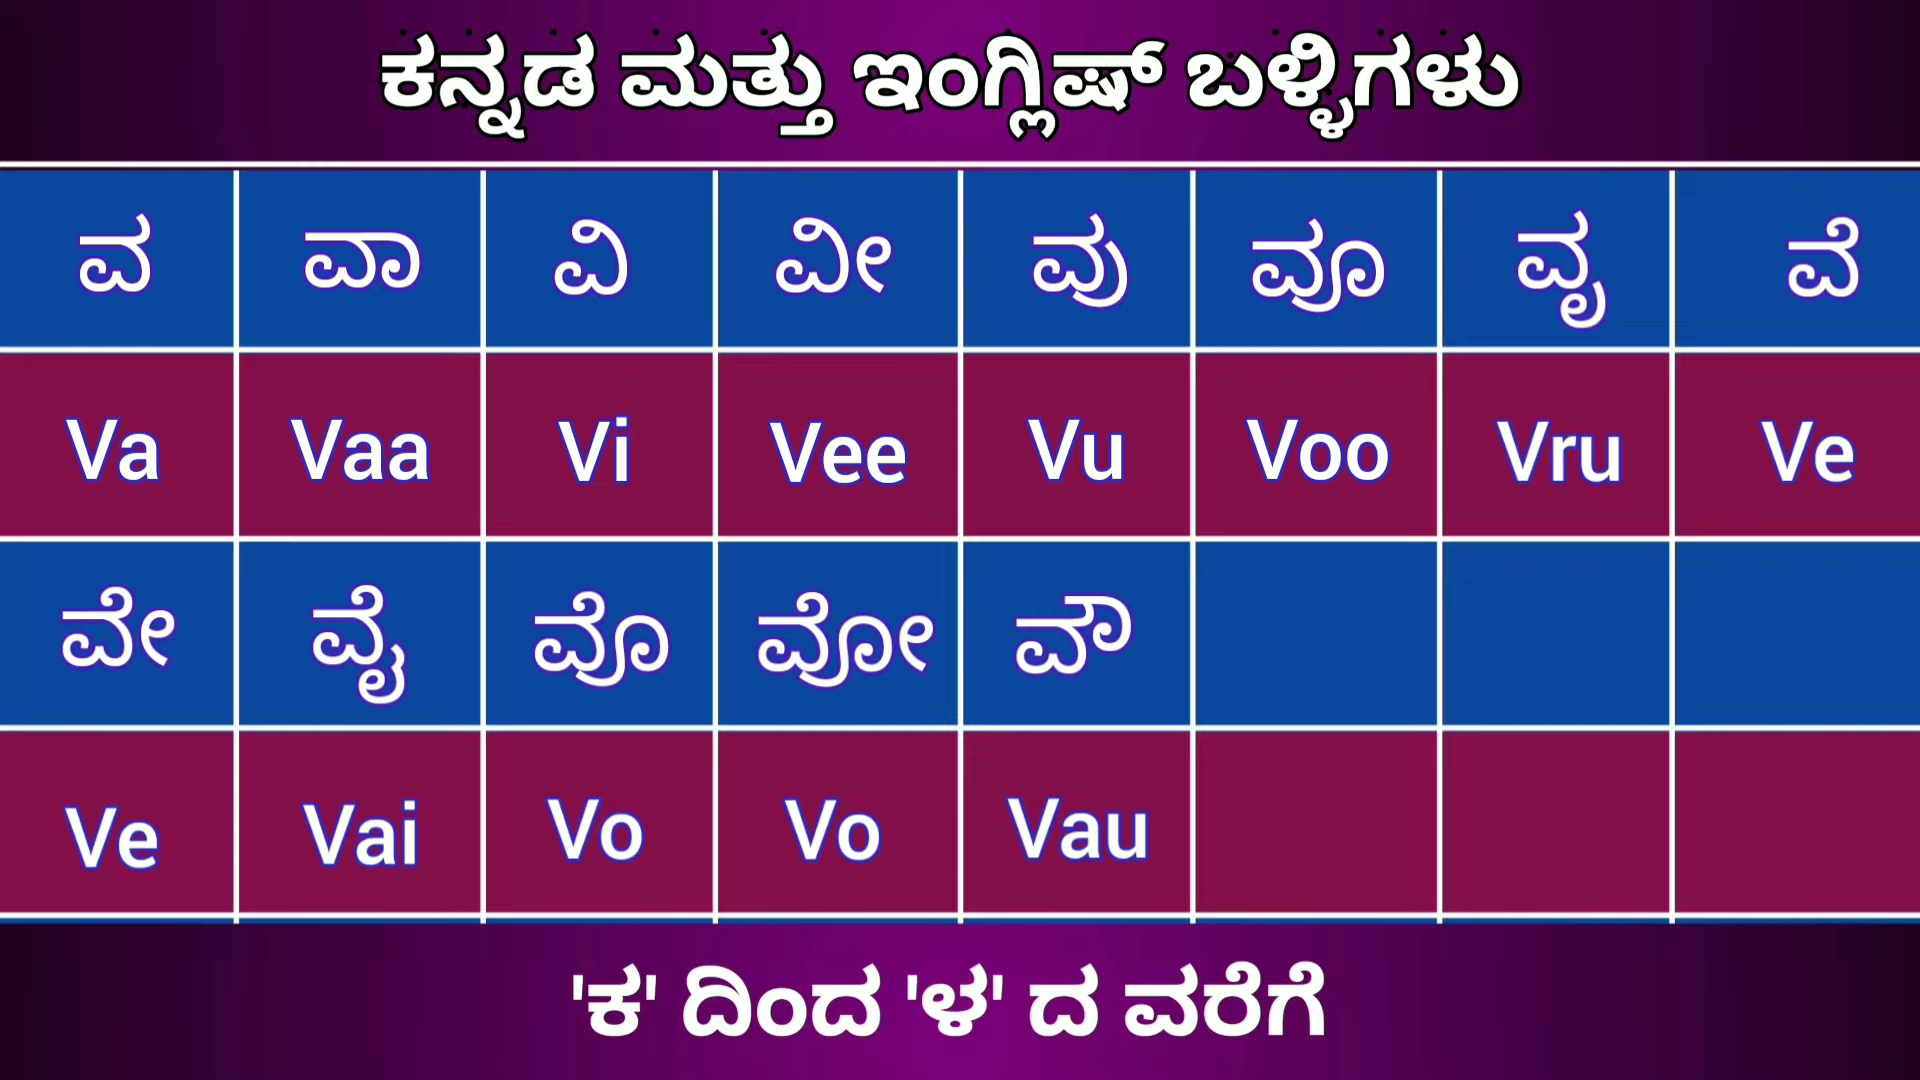 ಕನ್ನಡ ಮತ್ತು ಇಂಗ್ಲಿಷ್ ಬಳ್ಳಿಗಳು
ವ ವಾ ವಿ ವೀ ವು ವೂ ವೃ ವೆ
Va Vaa Vi Vee Vu Voo Vru Ve
ವೇ ವೈ ವೊ ವೋ ವೌ
Ve Vai Vo Vo Vau
'ಕ' ದಿಂದ 'ಳ' ದ ವರೆಗೆ